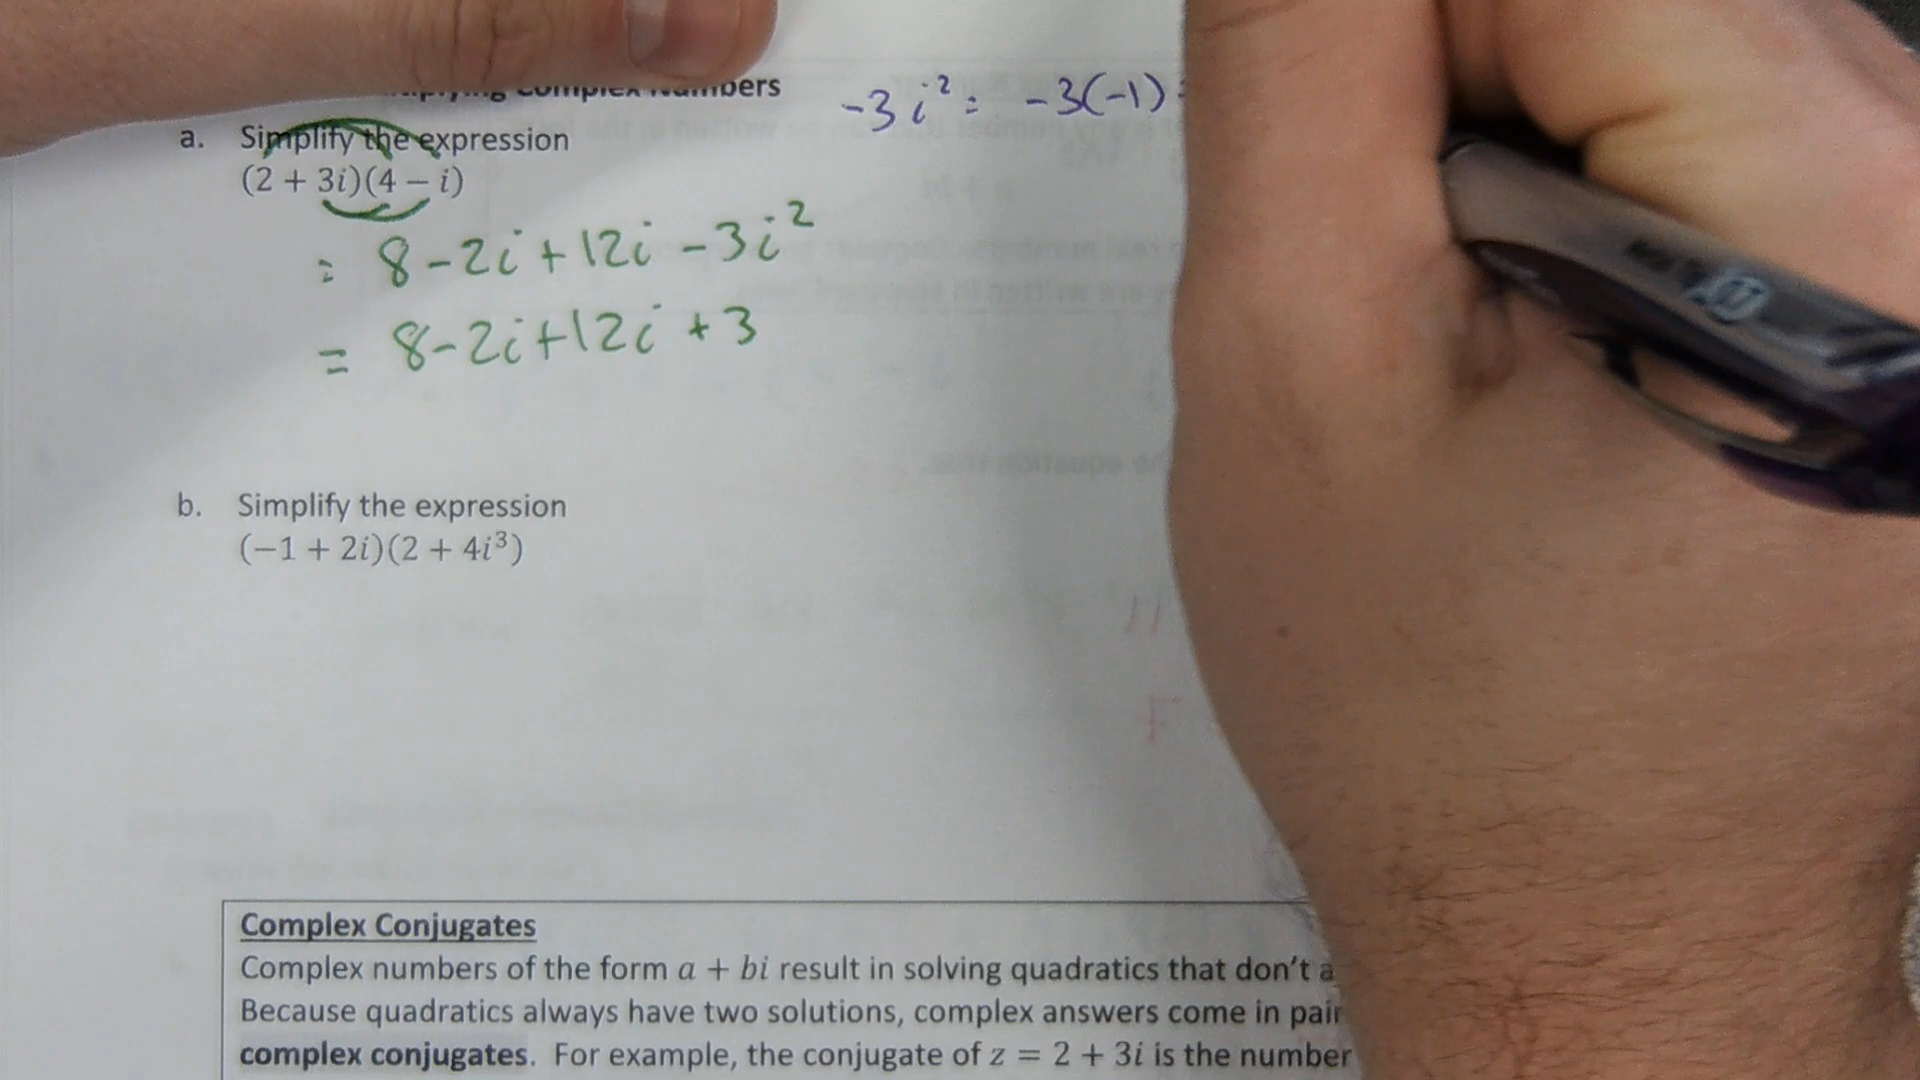 Complex Numbers
-3i² = -3(-1) =
a. Simplify the expression
(2 + 3i)(4 − i)
= 8 - 2i + 12i - 3i²
= 8 - 2i + 12i + 3
b. Simplify the expression
(−1 + 2i)(2 + 4i³)
Complex Conjugates
Complex numbers of the form a + bi result in solving quadratics that don't a
Because quadratics always have two solutions, complex answers come in pair
complex conjugates. For example, the conjugate of z = 2 + 3i is the number